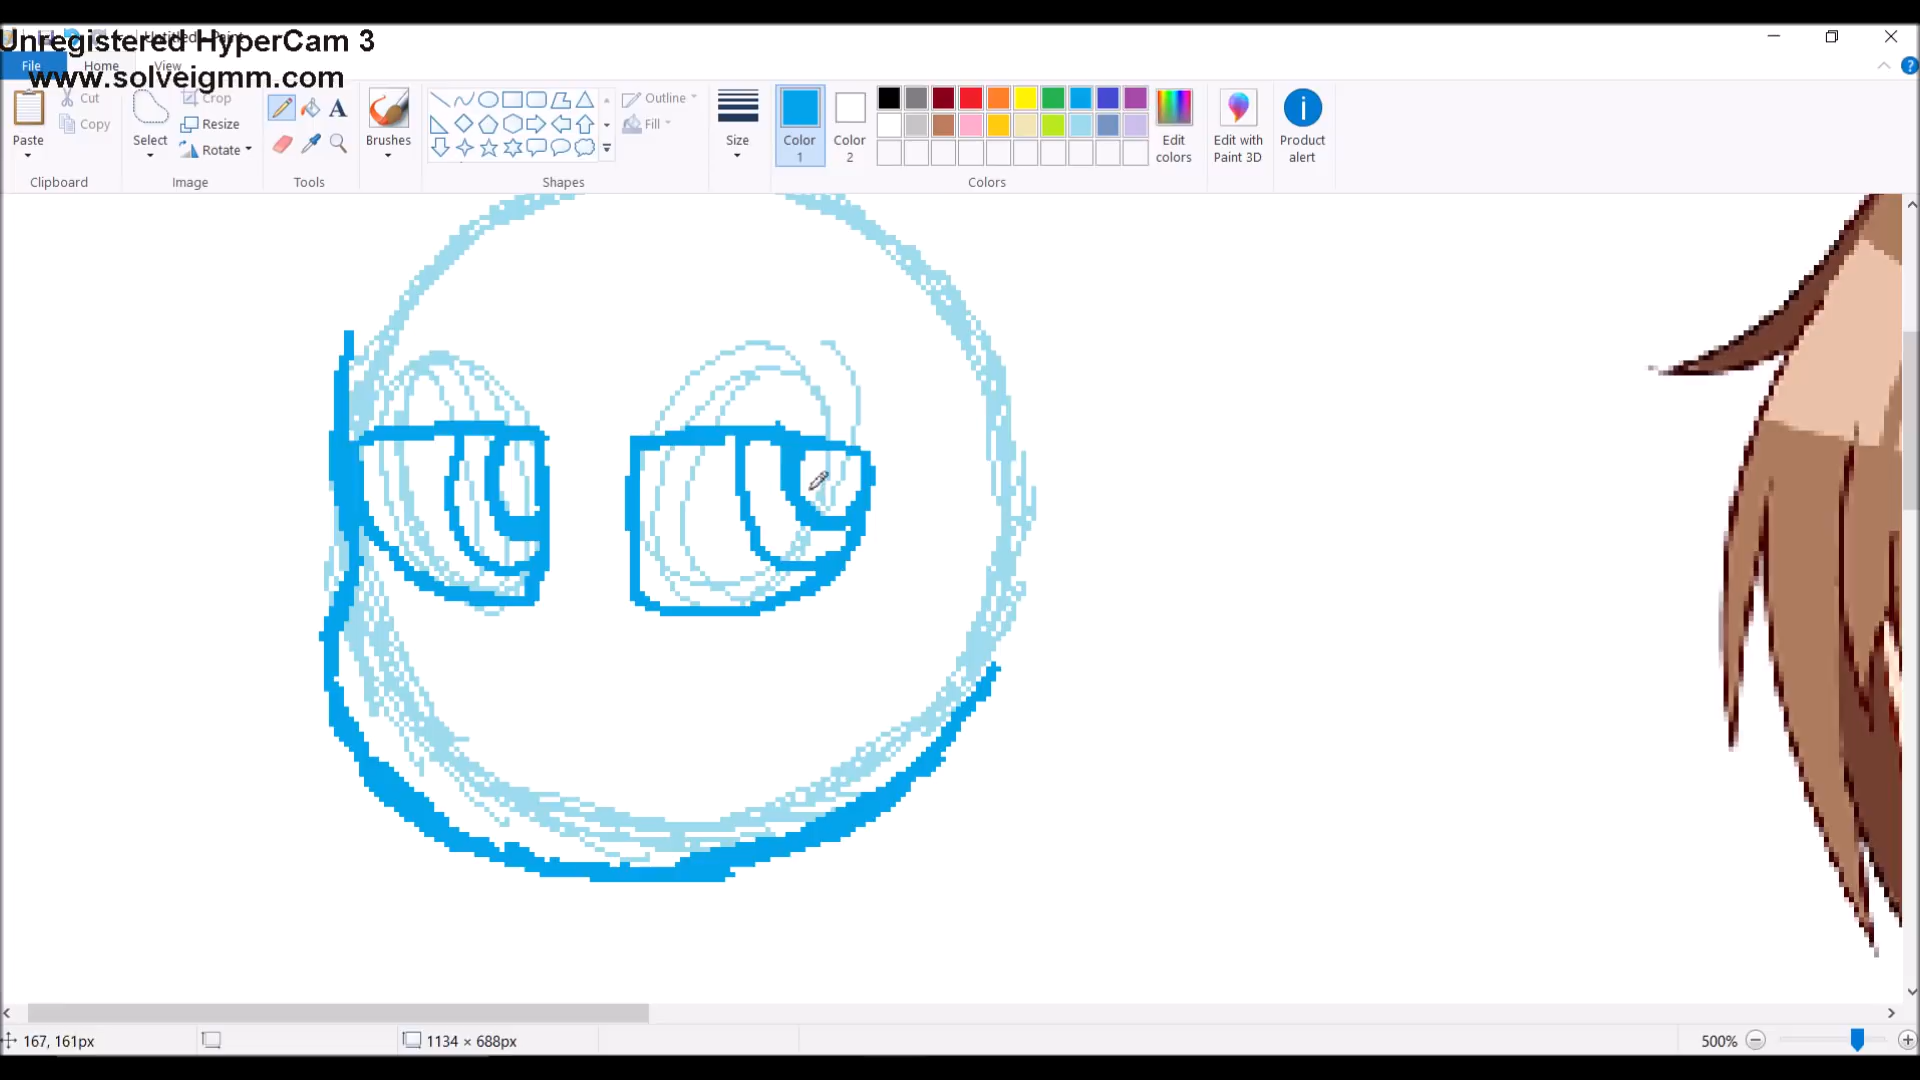 Unregistered HyperCam 3
www.solveigmm.com
File
Home
View
Paste
Cut
Copy
Clipboard
Select
Crop
Resize
Rotate
Image
A
Tools
Brushes
Outline
Fill
Shapes
Size
Color
1
Color
2
Edit
colors
Colors
Edit with
Paint 3D
Product
alert
167, 161px
1134 × 688px
500%